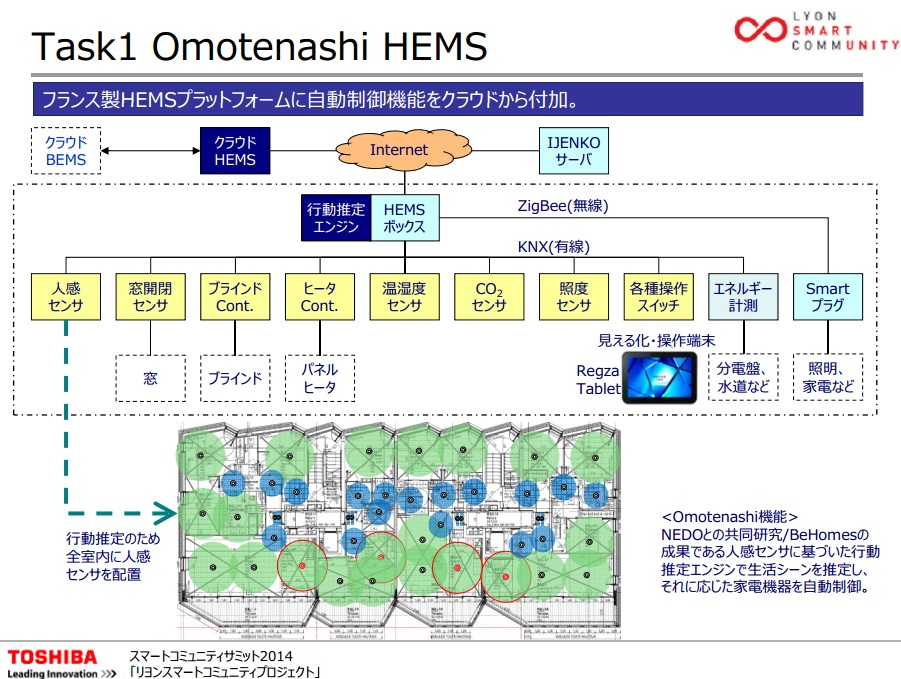 Task1 Omotenashi HEMS
LYON
SMART
COMMUNITY
フランス製HEMSプラットフォームに自動制御機能をクラウドから付加。
クラウド
BEMS
クラウド
HEMS
Internet
IJENKO
サーバ
行動推定
エンジン
HEMS
ボックス
ZigBee(無線)
KNX(有線)
人感
センサ
窓開閉
センサ
ブラインド
Cont.
ヒータ
Cont.
温湿度
センサ
CO₂
センサ
照度
センサ
各種操作
スイッチ
エネルギー
計測
Smart
プラグ
窓
ブラインド
パネル
ヒータ
見える化・操作端末
Regza
Tablet
分電盤、
水道など
照明、
家電など
行動推定のため
全室内に人感
センサを配置
<Omotenashi機能>
NEDOとの共同研究/BeHomesの
成果である人感センサに基づいた行動
推定エンジンで生活シーンを推定し、
それに応じた家電機器を自動制御。
TOSHIBA
Leading Innovation >>>
スマートコミュニティサミット2014
「リヨンスマートコミュニティプロジェクト」